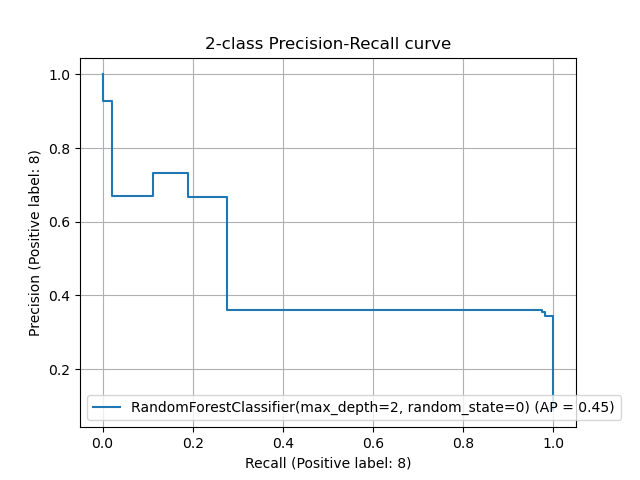 2-class Precision-Recall curve
1.0
0.8
0.6
0.4
0.2
Precision (Positive label: 8)
RandomForestClassifier(max_depth=2, random_state=0) (AP = 0.45)
0.0 0.2 0.4 0.6 0.8 1.0
Recall (Positive label: 8)